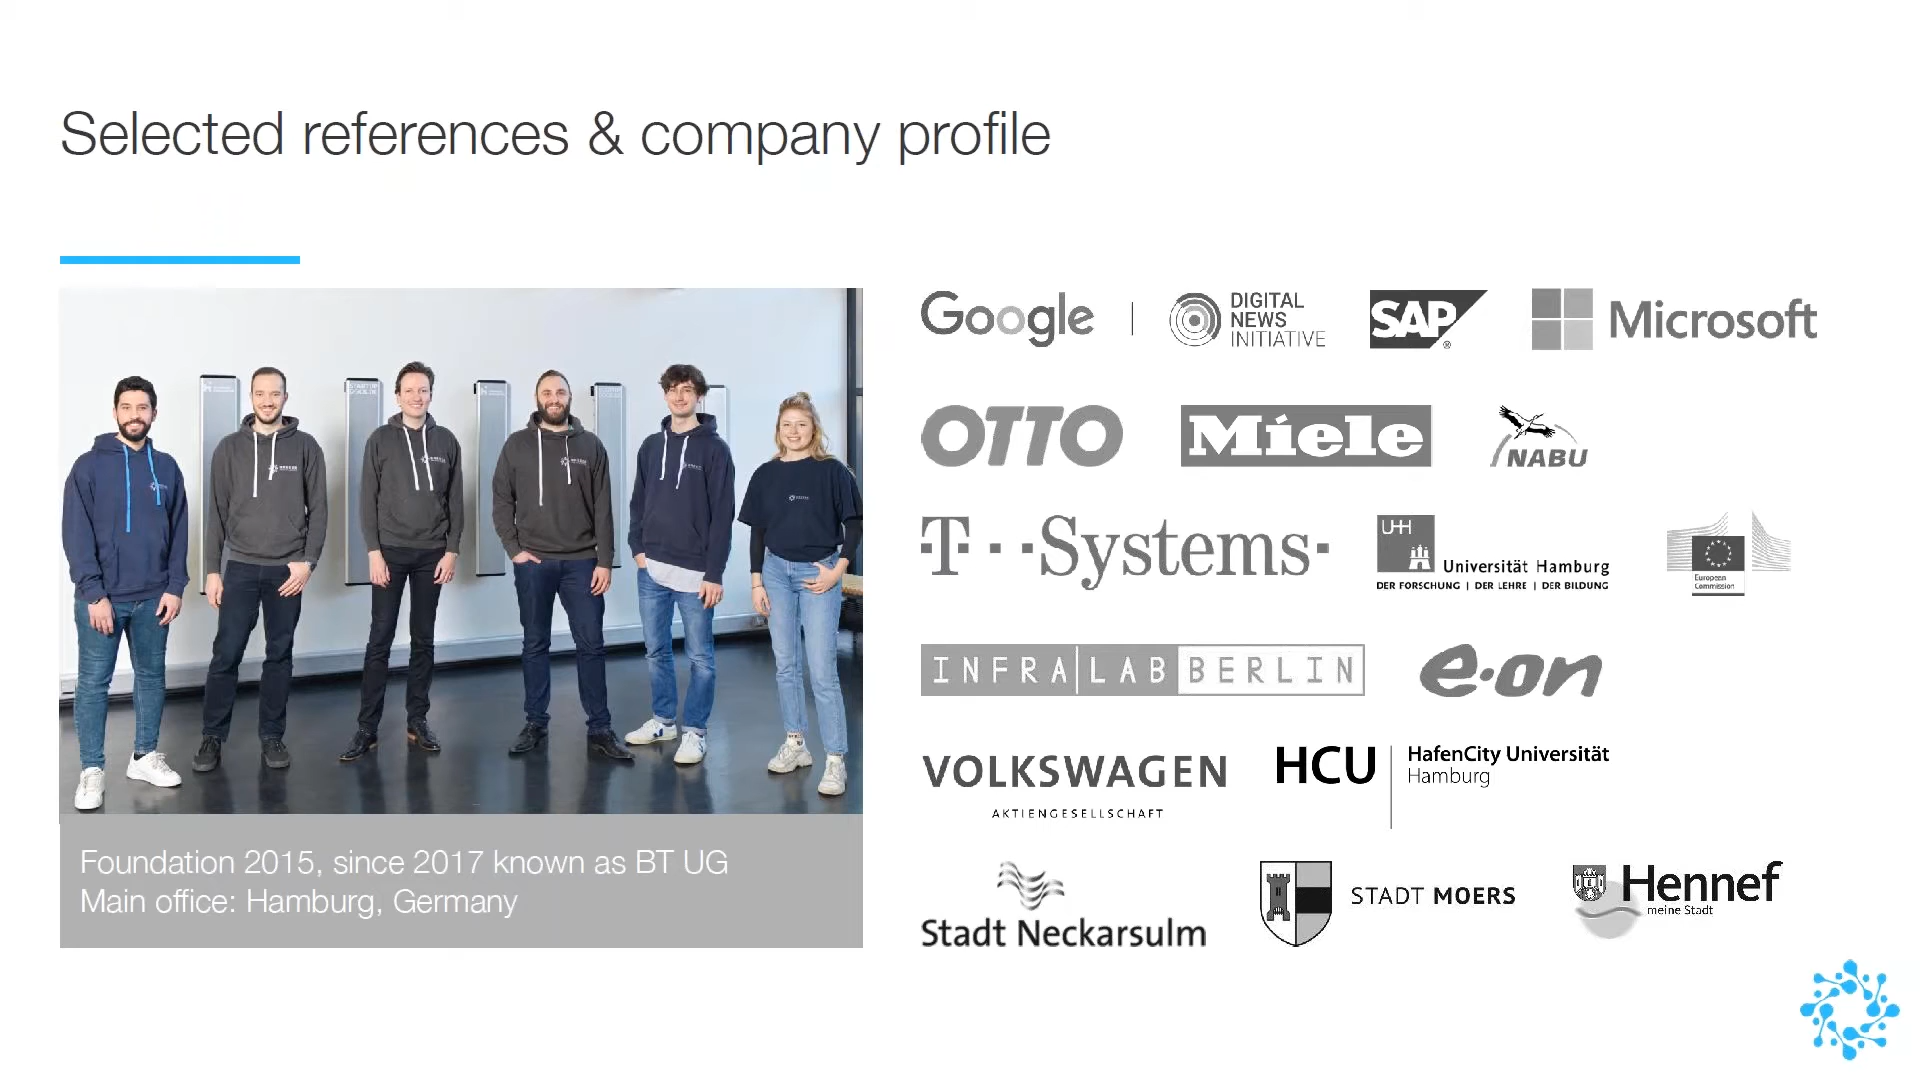 Selected references & company profile
Foundation 2015, since 2017 known as BT UG
Main office: Hamburg, Germany
Google
DIGITAL
NEWS
INITIATIVE
SAP
®
Microsoft
OTTO
Miele
NABU
·T···Systems·
UHH
Universität Hamburg
DER FORSCHUNG | DER LEHRE | DER BILDUNG
European
Commission
INFRA|LAB BERLIN
e·on
VOLKSWAGEN
AKTIENGESELLSCHAFT
HCU
HafenCity Universität
Hamburg
Stadt Neckarsulm
STADT MOERS
Hennef
meine Stadt